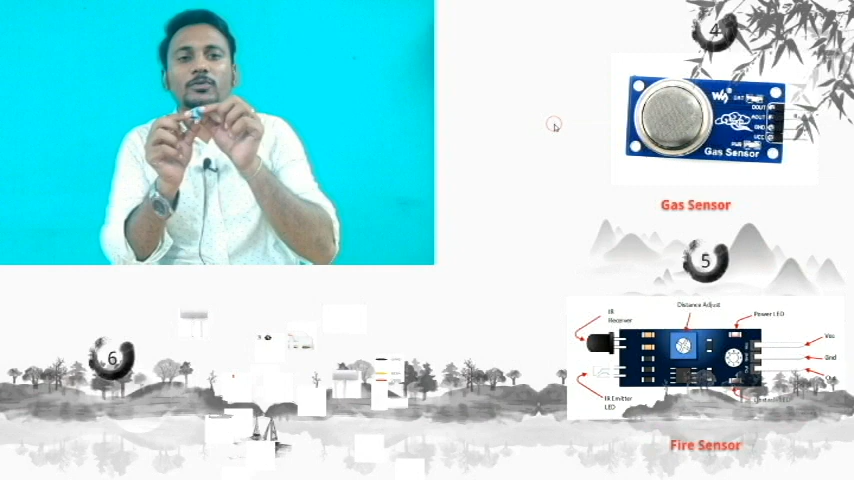 4
DOUT
AOUT
GND
VCC
Gas Sensor
Gas Sensor
5
Distance Adjust
IR
Receiver
Power LED
Vss
Gnd
Out
IR Emitter
LED
Fire Sensor
6